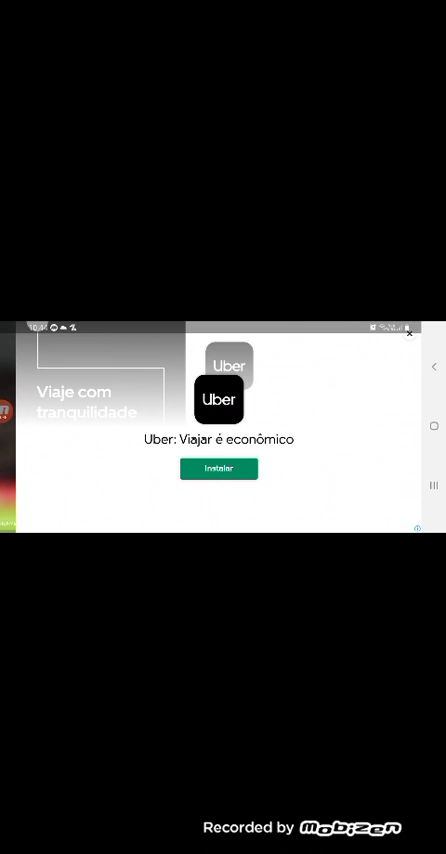 Uber
Viaje com
Uber
tranquilidade
Uber: Viajar é econômico
Instalar
Recorded by Mobizen